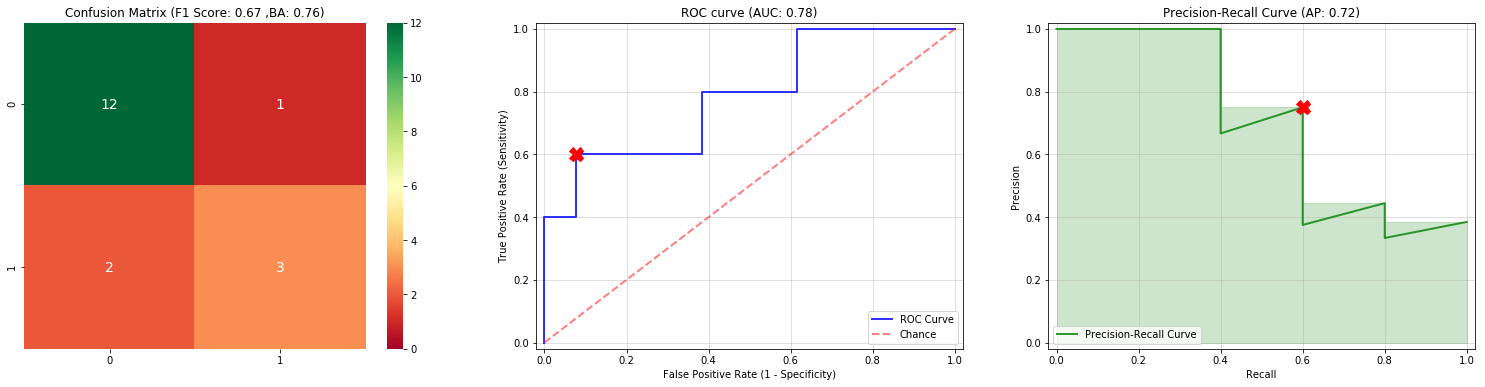 Confusion Matrix (F1 Score: 0.67 ,BA: 0.76)
0
1
12
1
2
3
0
1
12
10
8
6
4
2
0
ROC curve (AUC: 0.78)
True Positive Rate (Sensitivity)
1.0
0.8
0.6
0.4
0.2
0.0
ROC Curve
Chance
0.0 0.2 0.4 0.6 0.8 1.0
False Positive Rate (1 - Specificity)
Precision-Recall Curve (AP: 0.72)
Precision
1.0
0.8
0.6
0.4
0.2
0.0
Precision-Recall Curve
0.0 0.2 0.4 0.6 0.8 1.0
Recall